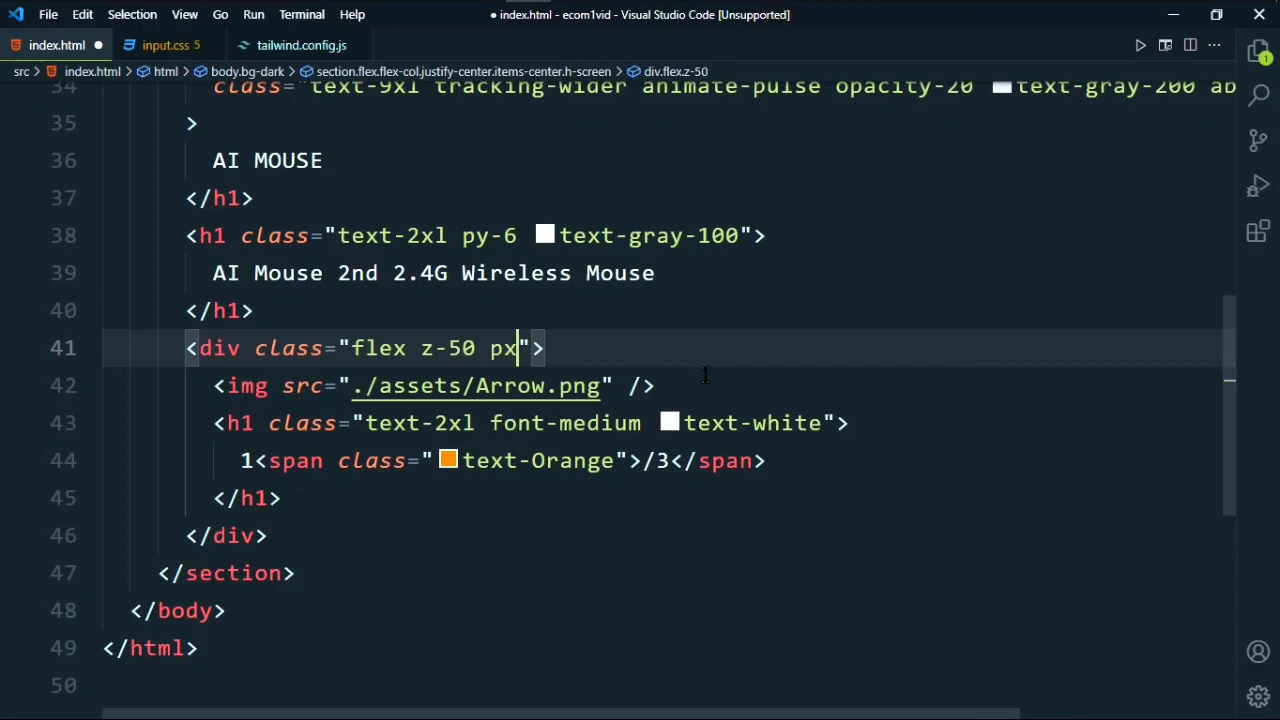 File Edit Selection View Go Run Terminal Help
● index.html - ecom1vid - Visual Studio Code [Unsupported]
index.html ● input.css 5 tailwind.config.js
src > index.html > html > body.bg-dark > section.flex.flex-col.justify-center.items-center.h-screen > div.flex.z-50
34 class="text-9xl tracking-wider animate-pulse opacity-20 text-gray-200 ab
35 >
36 AI MOUSE
37 </h1>
38 <h1 class="text-2xl py-6 text-gray-100">
39 AI Mouse 2nd 2.4G Wireless Mouse
40 </h1>
41 <div class="flex z-50 px">
42 <img src="./assets/Arrow.png" />
43 <h1 class="text-2xl font-medium text-white">
44 1<span class="text-Orange">/3</span>
45 </h1>
46 </div>
47 </section>
48 </body>
49 </html>
50
1